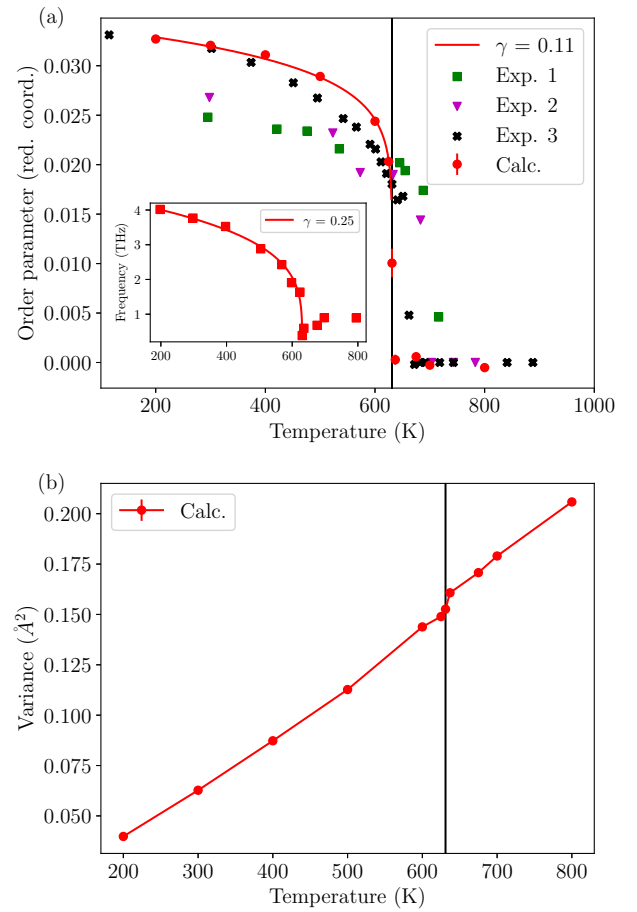 (a)
Order parameter (red. coord.)
0.030
0.025
0.020
0.015
0.010
0.005
0.000
200
400
600
800
1000
Temperature (K)
γ = 0.11
Exp. 1
Exp. 2
Exp. 3
Calc.
Frequency (THz)
4
3
2
1
200
400
600
800
γ = 0.25
(b)
Variance (Å²)
0.200
0.175
0.150
0.125
0.100
0.075
0.050
200
300
400
500
600
700
800
Temperature (K)
Calc.